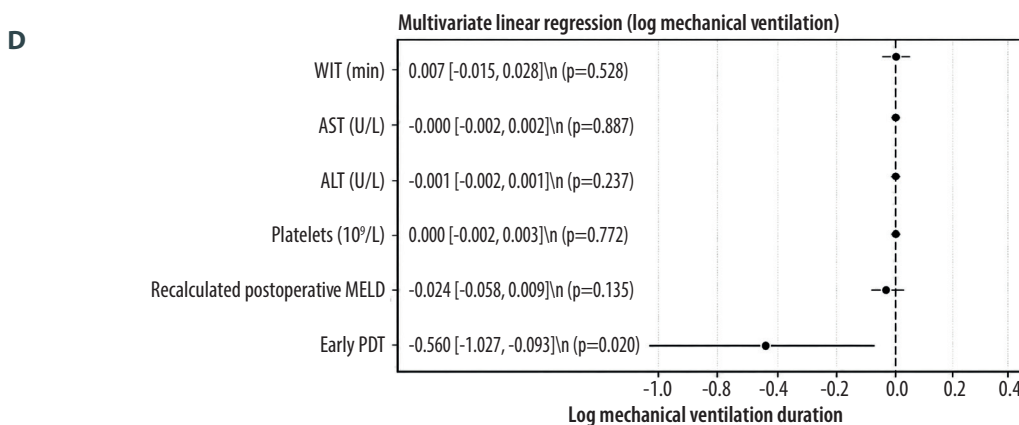 D
Multivariate linear regression (log mechanical ventilation)
WIT (min) 0.007 [-0.015, 0.028]\n (p=0.528)
AST (U/L) -0.000 [-0.002, 0.002]\n (p=0.887)
ALT (U/L) -0.001 [-0.002, 0.001]\n (p=0.237)
Platelets (10⁹/L) 0.000 [-0.002, 0.003]\n (p=0.772)
Recalculated postoperative MELD -0.024 [-0.058, 0.009]\n (p=0.135)
Early PDT -0.560 [-1.027, -0.093]\n (p=0.020)
-1.0 -0.8 -0.4 -0.2 0.0 0.2 0.4
Log mechanical ventilation duration